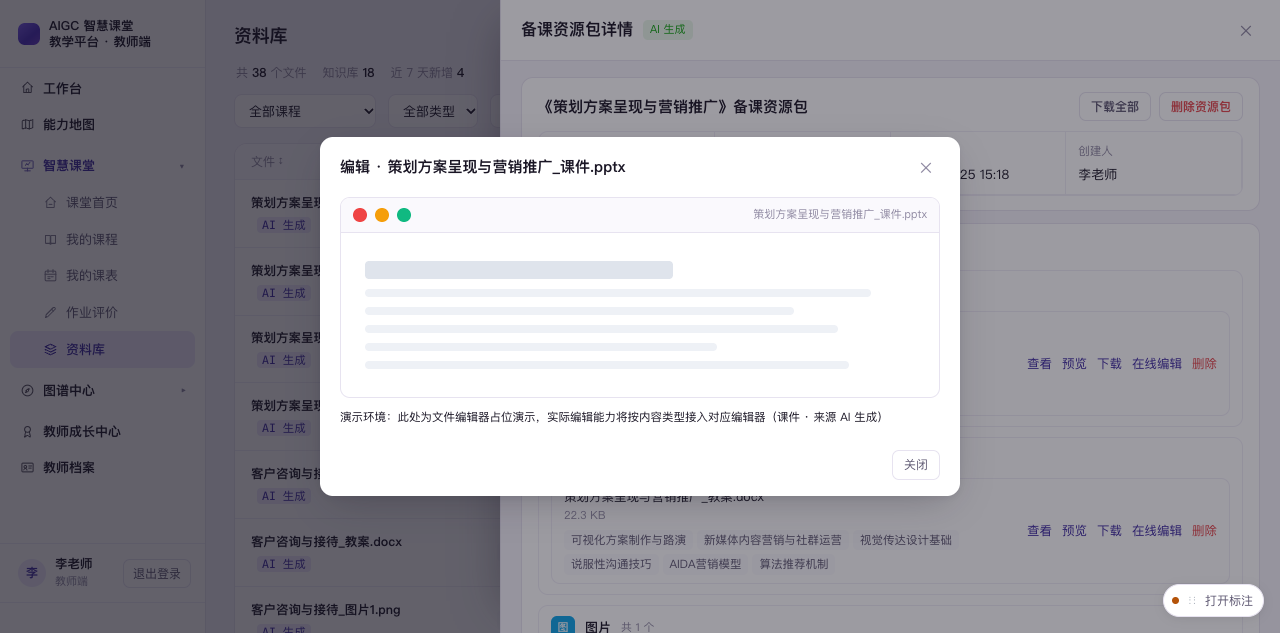 AIGC 智慧课堂
教学平台 · 教师端
工作台
能力地图
智慧课堂
课堂首页
我的课程
我的课表
作业评价
资料库
图谱中心
教师成长中心
教师档案
李
李老师
教师端
退出登录
资料库
共 38 个文件 知识库 18 近 7 天新增 4
全部课程
全部类型
文件
策划方案呈现
AI 生成
策划方案呈现
AI 生成
策划方案呈现
AI 生成
策划方案呈现
AI 生成
客户咨询与接
AI 生成
客户咨询与接待_教案.docx
AI 生成
客户咨询与接待_图片1.png
AI 生成
备课资源包详情 AI 生成
《策划方案呈现与营销推广》备课资源包
下载全部
删除资源包
25 15:18
创建人
李老师
编辑 · 策划方案呈现与营销推广_课件.pptx
策划方案呈现与营销推广_课件.pptx
演示环境：此处为文件编辑器占位演示，实际编辑能力将按内容类型接入对应编辑器（课件 · 来源 AI 生成）
关闭
查看 预览 下载 在线编辑 删除
策划方案呈现与营销推广_教案.docx
22.3 KB
可视化方案制作与路演 新媒体内容营销与社群运营 视觉传达设计基础
说服性沟通技巧 AIDA营销模型 算法推荐机制
查看 预览 下载 在线编辑 删除
图 图片 共 1 个
打开标注